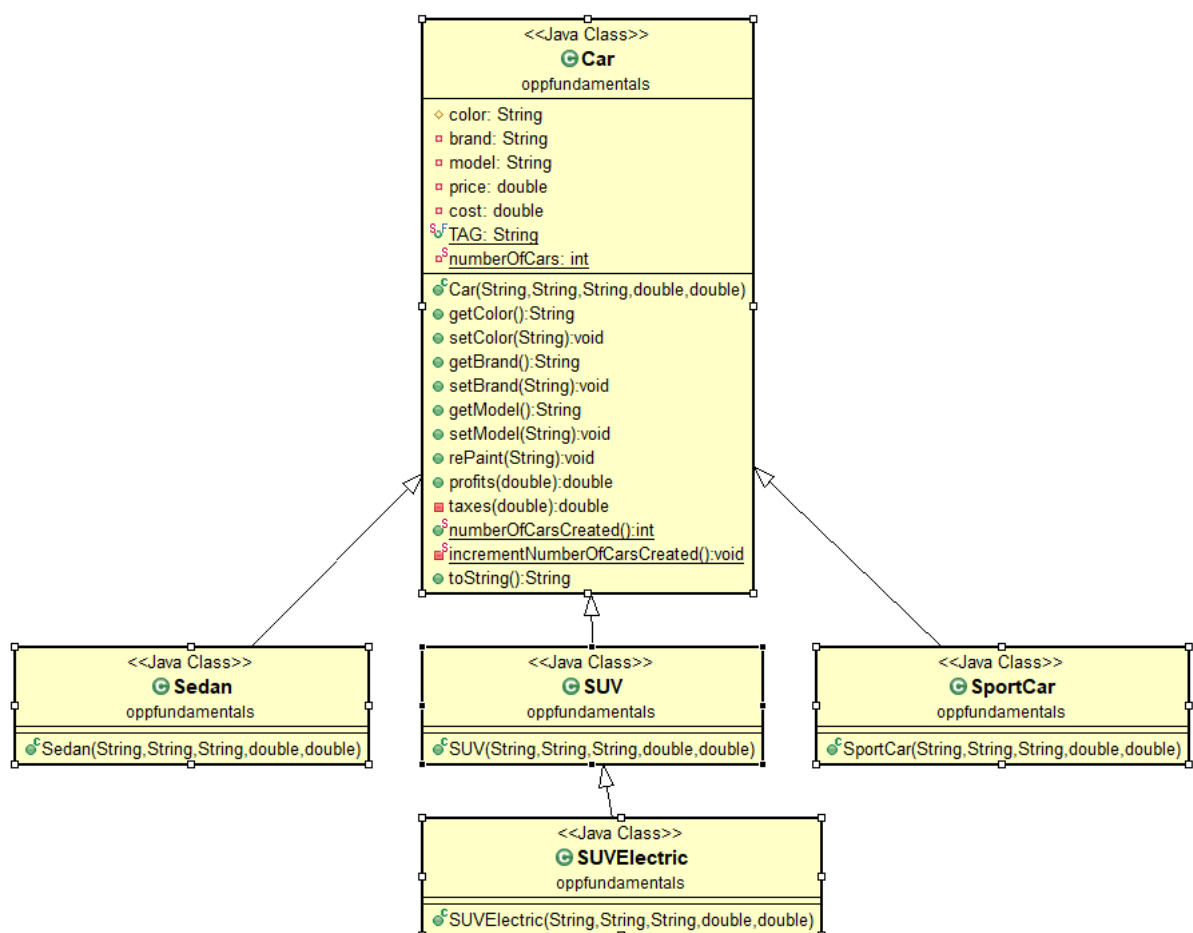 <<Java Class>>
C Car
oppfundamentals
color: String
brand: String
model: String
price: double
cost: double
S F TAG: String
S numberOfCars: int
C Car(String,String,String,double,double)
getColor():String
setColor(String):void
getBrand():String
setBrand(String):void
getModel():String
setModel(String):void
rePaint(String):void
profits(double):double
taxes(double):double
S numberOfCarsCreated():int
S incrementNumberOfCarsCreated():void
toString():String
<<Java Class>>
C Sedan
oppfundamentals
C Sedan(String,String,String,double,double)
<<Java Class>>
C SUV
oppfundamentals
C SUV(String,String,String,double,double)
<<Java Class>>
C SportCar
oppfundamentals
C SportCar(String,String,String,double,double)
<<Java Class>>
C SUVElectric
oppfundamentals
C SUVElectric(String,String,String,double,double)